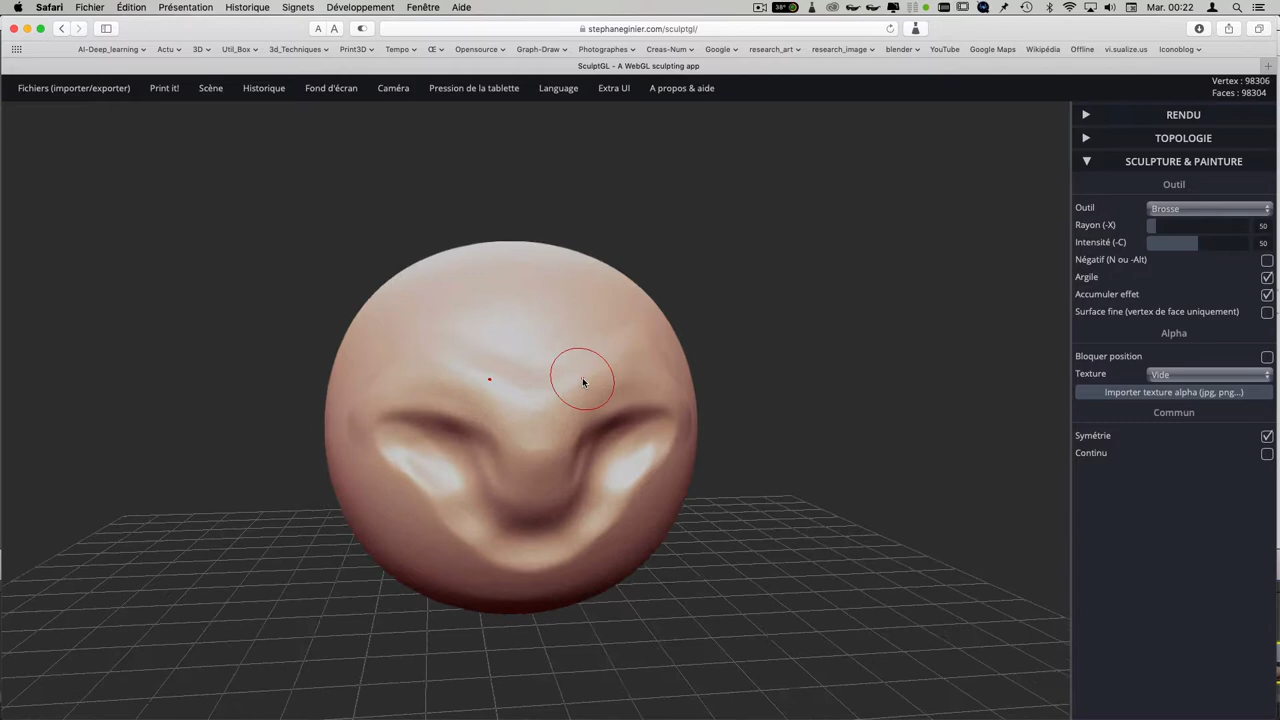 Safari Fichier Édition Présentation Historique Signets Développement Fenêtre Aide 38° Mar. 00:22
A A stephaneginier.com/sculptgl/
AI-Deep_learning Actu 3D Util_Box 3d_Techniques Print3D Tempo Œ Opensource Graph-Draw Photographes Creas-Num Google research_art research_image blender YouTube Google Maps Wikipédia Offline vi.sualize.us Iconoblog
SculptGL - A WebGL sculpting app
Fichiers (importer/exporter) Print it! Scène Historique Fond d'écran Caméra Pression de la tablette Language Extra UI A propos & aide
Vertex : 98306
Faces : 98304
RENDU
TOPOLOGIE
SCULPTURE & PAINTURE
Outil
Outil Brosse
Rayon (-X) 50
Intensité (-C) 50
Négatif (N ou -Alt)
Argile
Accumuler effet
Surface fine (vertex de face uniquement)
Alpha
Bloquer position
Texture Vide
Importer texture alpha (jpg, png...)
Commun
Symétrie
Continu